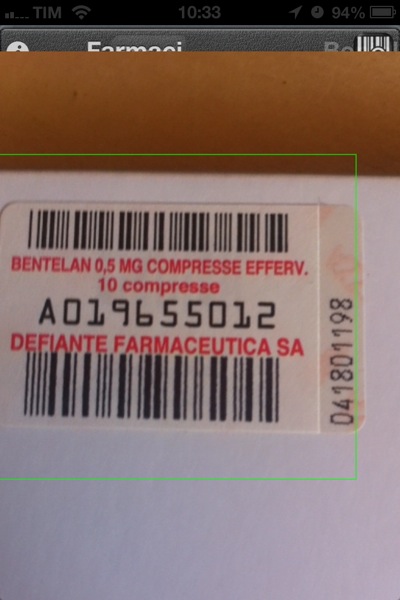 TIM 10:33 94%
Farmaci
BENTELAN 0,5 MG COMPRESSE EFFERV.
10 compresse
A019655012
DEFIANTE FARMACEUTICA SA
041801198